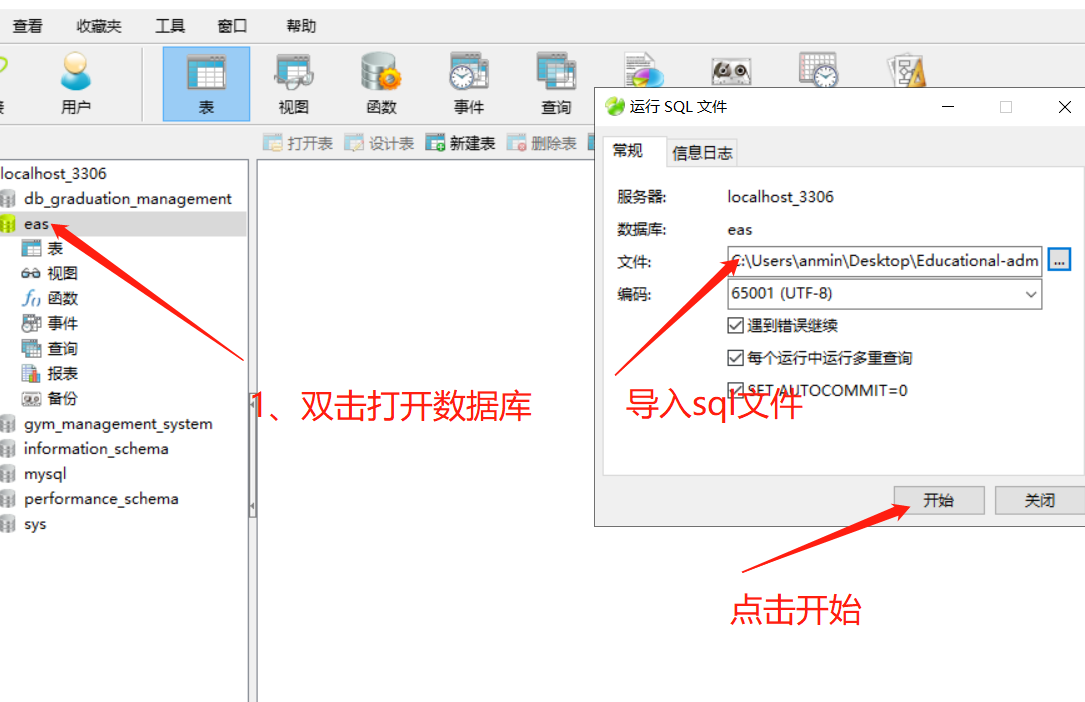 查看 收藏夹 工具 窗口 帮助
用户 表 视图 函数 事件 查询
打开表 设计表 新建表 删除表
localhost_3306
db_graduation_management
eas
表
视图
函数
事件
查询
报表
备份
gym_management_system
information_schema
mysql
performance_schema
sys
1、双击打开数据库
运行 SQL 文件
常规 信息日志
服务器: localhost_3306
数据库: eas
文件: C:\Users\anmin\Desktop\Educational-adm ...
编码: 65001 (UTF-8)
遇到错误继续
每个运行中运行多重查询
SET AUTOCOMMIT=0
导入sql文件
开始 关闭
点击开始